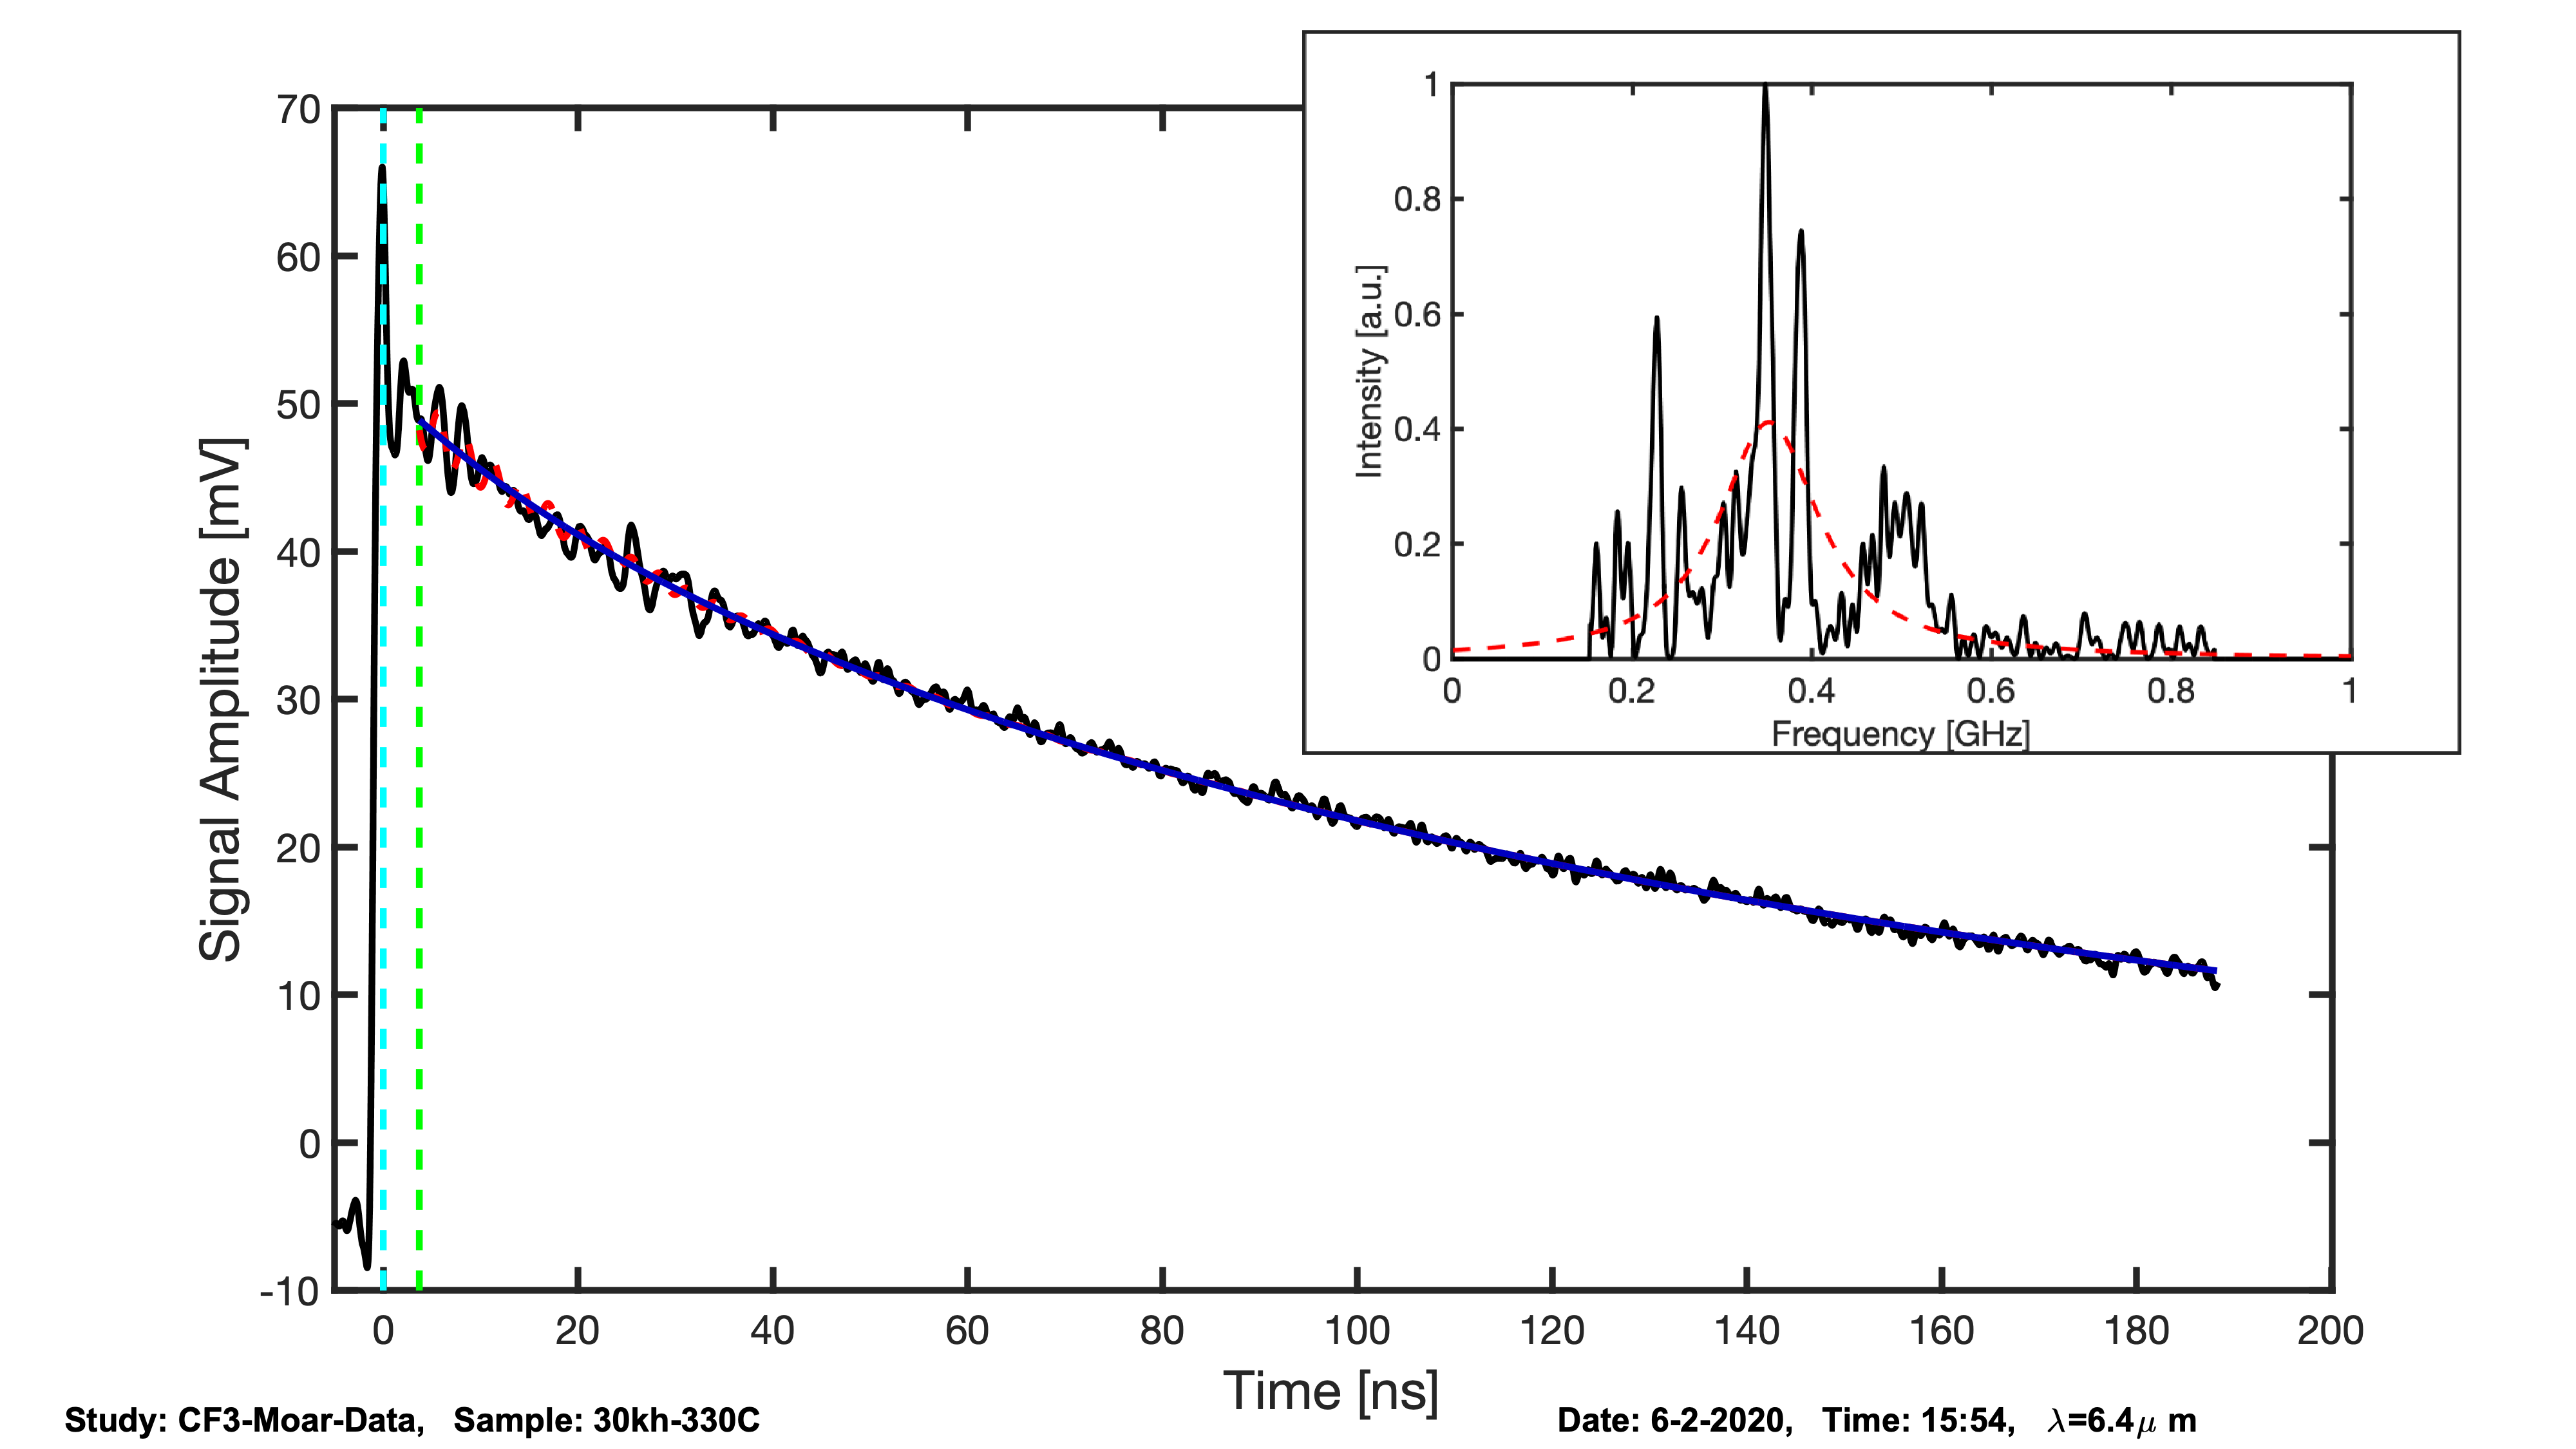 70
60
50
40
30
20
10
0
-10
Signal Amplitude [mV]
0 20 40 60 80 100 120 140 160 180 200
Time [ns]
1
0.8
0.6
0.4
0.2
0
Intensity [a.u.]
0 0.2 0.4 0.6 0.8 1
Frequency [GHz]
Study: CF3-Moar-Data, Sample: 30kh-330C
Date: 6-2-2020, Time: 15:54, λ=6.4μ m